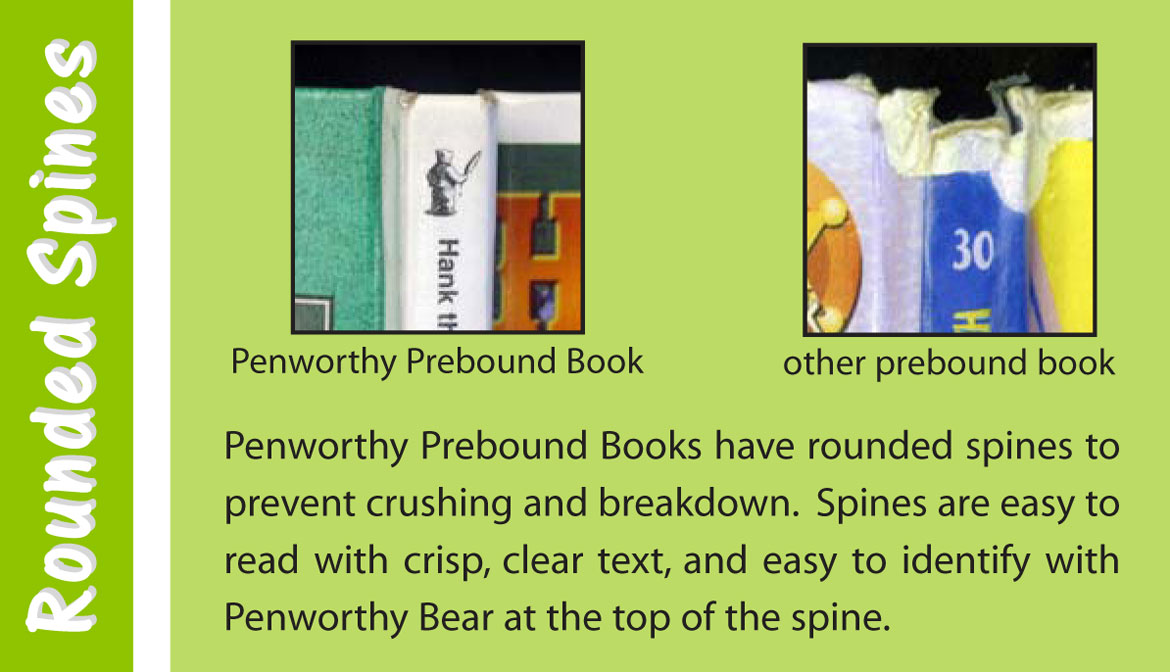 Rounded Spines
Hank th
H
30
Penworthy Prebound Book
other prebound book
Penworthy Prebound Books have rounded spines to
prevent crushing and breakdown. Spines are easy to
read with crisp, clear text, and easy to identify with
Penworthy Bear at the top of the spine.